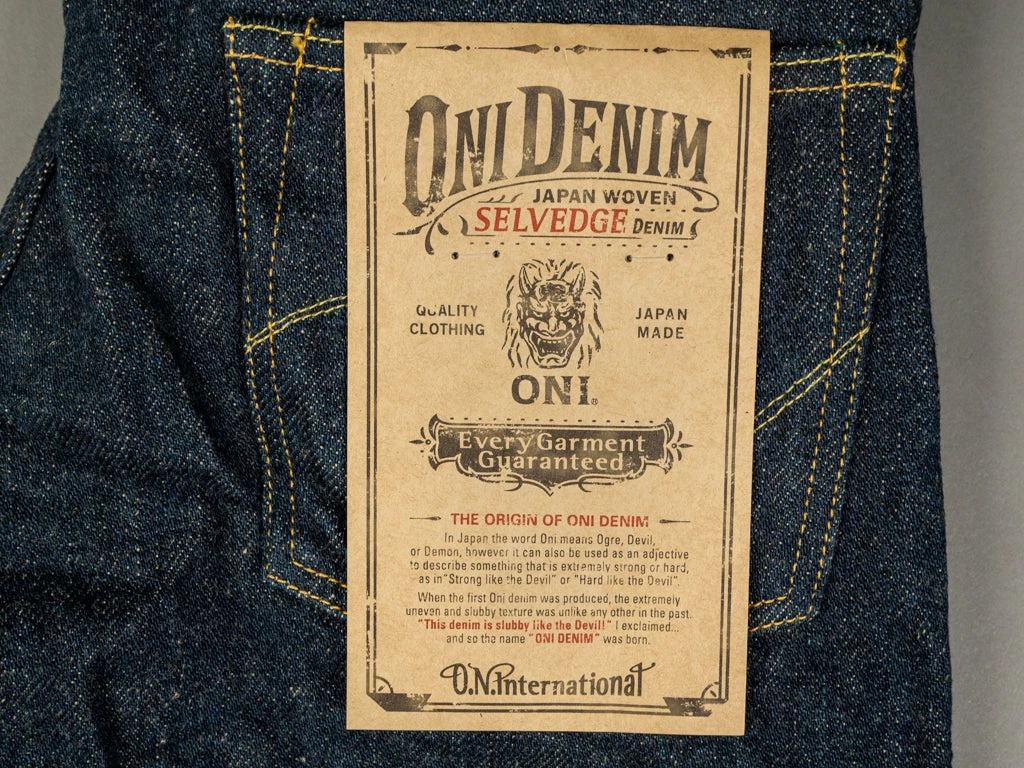 ONI DENIM
JAPAN WOVEN
SELVEDGE DENIM
QUALITY
CLOTHING
JAPAN
MADE
ONI®
Every Garment
Guaranteed
THE ORIGIN OF ONI DENIM
In Japan the word Oni means Ogre, Devil,
or Demon, however it can also be used as an adjective
to describe something that is extremely strong or hard,
as in "Strong like the Devil" or "Hard like the Devil".
When the first Oni denim was produced, the extremely
uneven and slubby texture was unlike any other in the past.
"This denim is slubby like the Devil!" I exclaimed...
and so the name "ONI DENIM" was born.
O.N.International